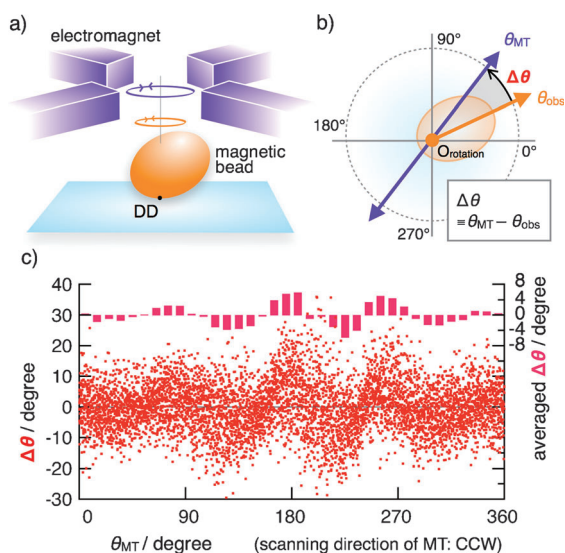 a)
electromagnet
magnetic
bead
DD
b)
90°
θMT
Δθ
θobs
180°
Orotation
0°
270°
Δθ
≡θMT − θobs
c)
40
30
20
10
0
-10
-20
-30
Δθ / degree
8
4
0
-4
-8
averaged Δθ / degree
0
90
180
270
360
θMT / degree
(scanning direction of MT: CCW)